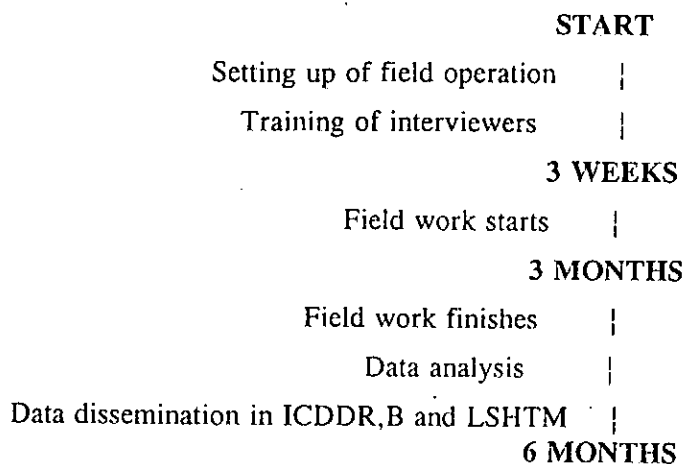 START
Setting up of field operation ¦
Training of interviewers ¦
3 WEEKS
Field work starts ¦
3 MONTHS
Field work finishes ¦
Data analysis ¦
Data dissemination in ICDDR,B and LSHTM ¦
6 MONTHS